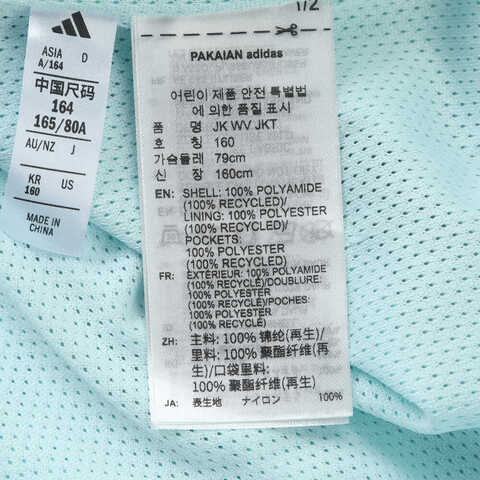 ASIA D
A/164
中国尺码
164
165/80A
AU/NZ J
KR US
160
MADE IN
CHINA
1/2
PAKAIAN adidas
어린이 제품 안전 특별법
에 의한 품질 표시
품 명 JK WV JKT
호 칭 160
가슴둘레 79cm
신 장 160cm
EN: SHELL: 100% POLYAMIDE
(100% RECYCLED)/
LINING: 100% POLYESTER
(100% RECYCLED)/
POCKETS:
100% POLYESTER
(100% RECYCLED)
FR: EXTÉRIEUR: 100% POLYAMIDE
(100% RECYCLÉ)/DOUBLURE:
100% POLYESTER
(100% RECYCLÉ)/POCHES:
100% POLYESTER
(100% RECYCLÉ)
ZH: 主料: 100% 锦纶(再生)/
里料: 100% 聚酯纤维(再
生)/口袋里料:
100% 聚酯纤维(再生)
JA: 表生地 ナイロン 100%